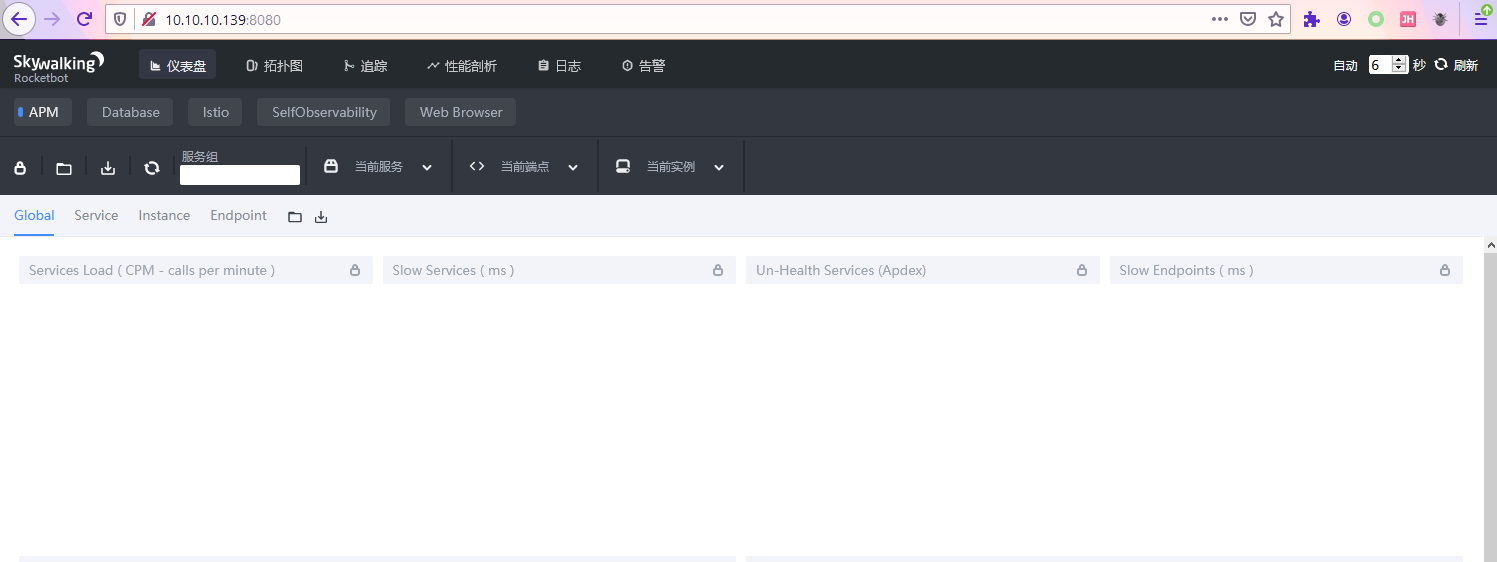 10.10.10.139:8080
Skywalking
Rocketbot
仪表盘 拓扑图 追踪 性能剖析 日志 告警 自动 6 秒 刷新
APM Database Istio SelfObservability Web Browser
服务组
当前服务 当前端点 当前实例
Global Service Instance Endpoint
Services Load ( CPM - calls per minute ) Slow Services ( ms ) Un-Health Services (Apdex) Slow Endpoints ( ms )
JH